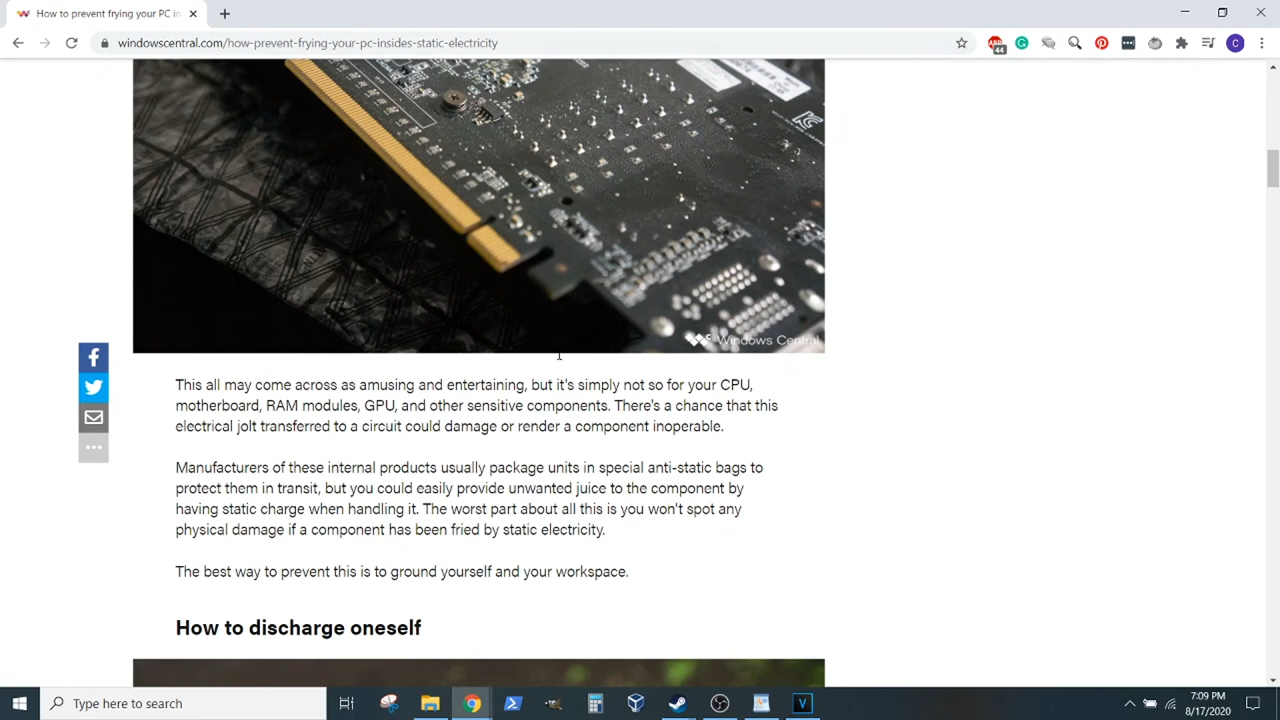 How to prevent frying your PC in
windowscentral.com/how-prevent-frying-your-pc-insides-static-electricity
44
C
Windows Central
This all may come across as amusing and entertaining, but it's simply not so for your CPU,
motherboard, RAM modules, GPU, and other sensitive components. There's a chance that this
electrical jolt transferred to a circuit could damage or render a component inoperable.
Manufacturers of these internal products usually package units in special anti-static bags to
protect them in transit, but you could easily provide unwanted juice to the component by
having static charge when handling it. The worst part about all this is you won't spot any
physical damage if a component has been fried by static electricity.
The best way to prevent this is to ground yourself and your workspace.
How to discharge oneself
Type here to search
V
7:09 PM
8/17/2020